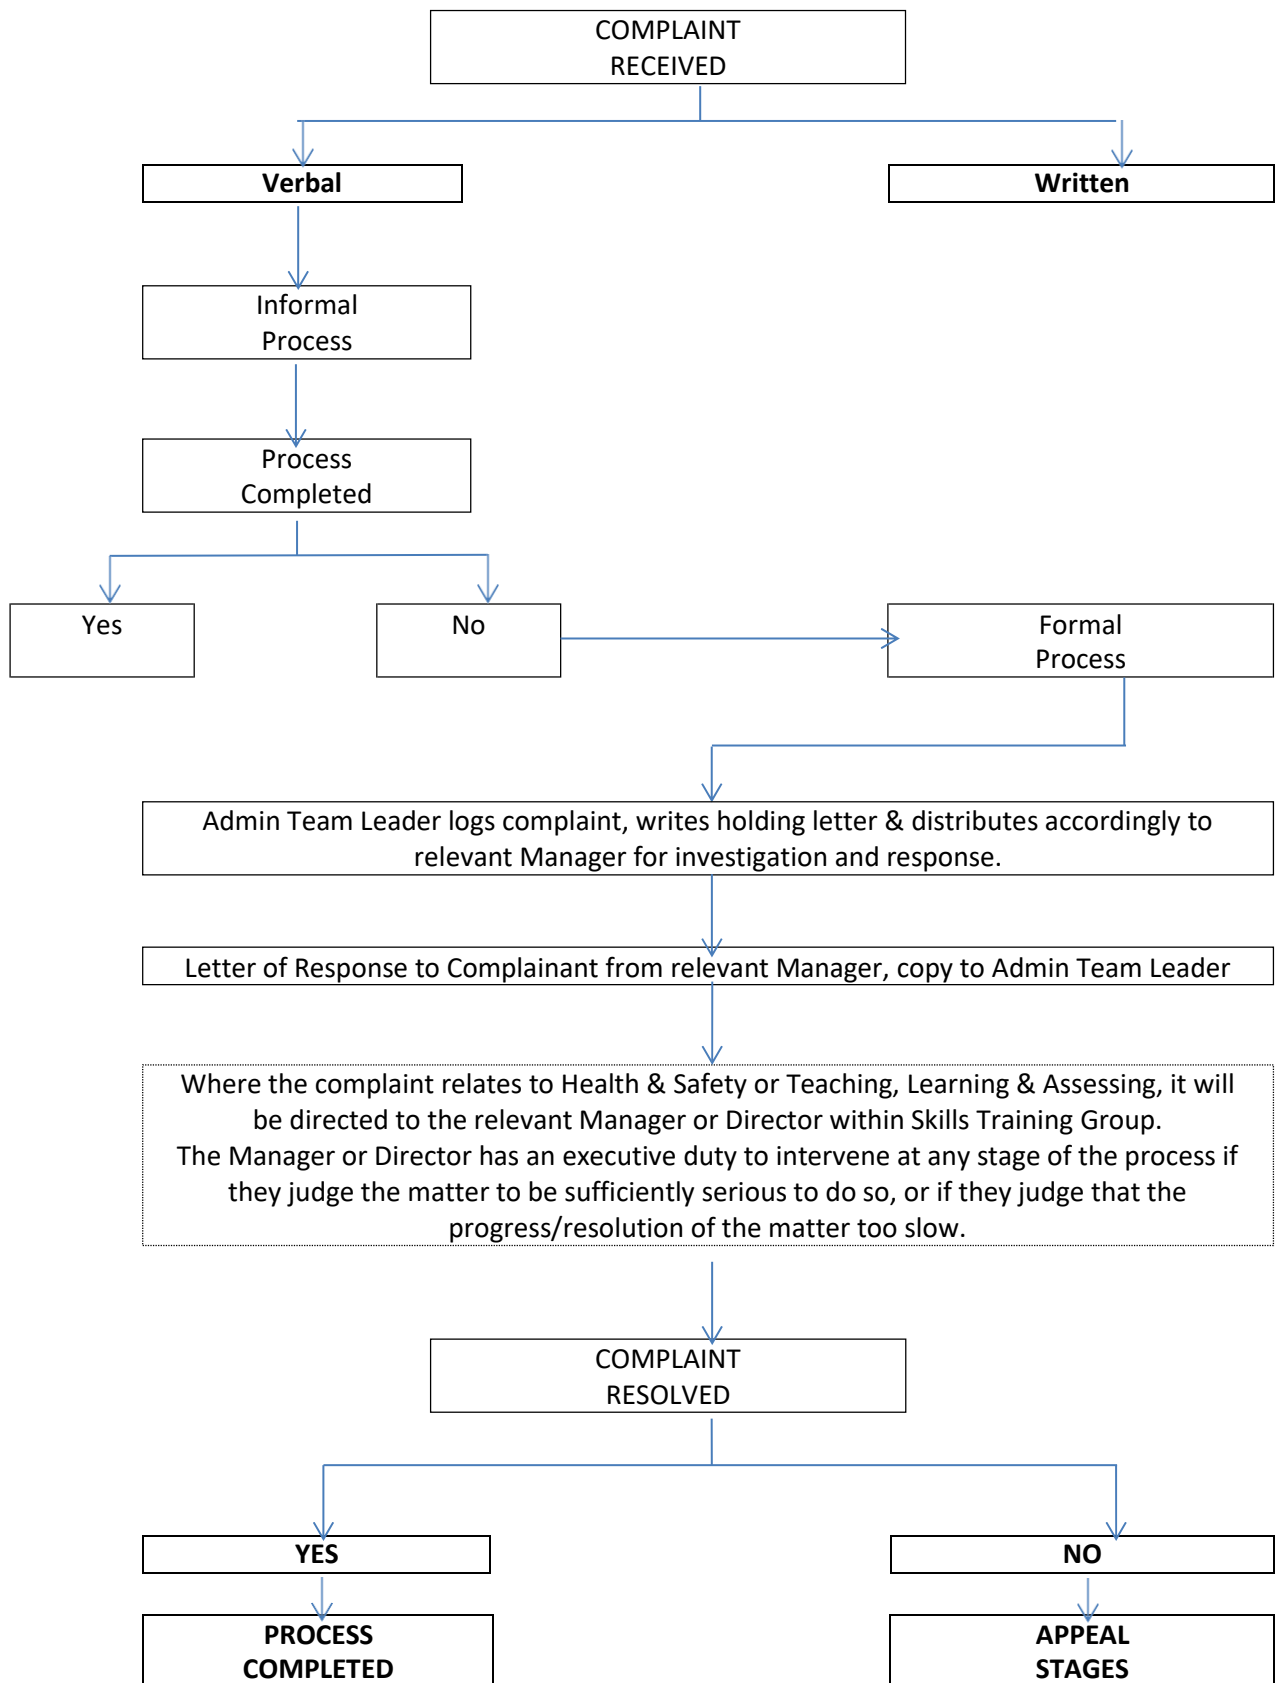 COMPLAINT
RECEIVED
Verbal
Written
Informal
Process
Process
Completed
Yes
No
Formal
Process
Admin Team Leader logs complaint, writes holding letter & distributes accordingly to
relevant Manager for investigation and response.
Letter of Response to Complainant from relevant Manager, copy to Admin Team Leader
Where the complaint relates to Health & Safety or Teaching, Learning & Assessing, it will
be directed to the relevant Manager or Director within Skills Training Group.
The Manager or Director has an executive duty to intervene at any stage of the process if
they judge the matter to be sufficiently serious to do so, or if they judge that the
progress/resolution of the matter too slow.
COMPLAINT
RESOLVED
YES
NO
PROCESS
COMPLETED
APPEAL
STAGES